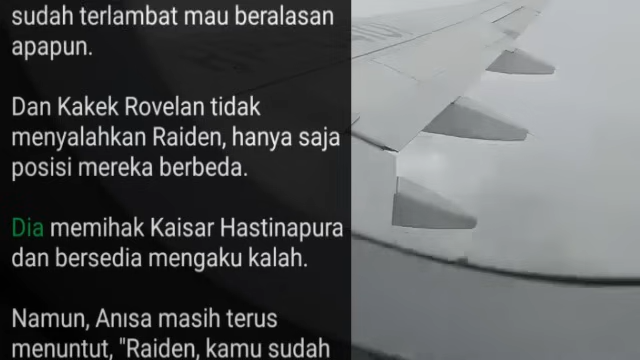 sudah terlambat mau beralasan
apapun.
Dan Kakek Rovelan tidak
menyalahkan Raiden, hanya saja
posisi mereka berbeda.
Dia memihak Kaisar Hastinapura
dan bersedia mengaku kalah.
Namun, Anısa masih terus
menuntut, "Raiden, kamu sudah